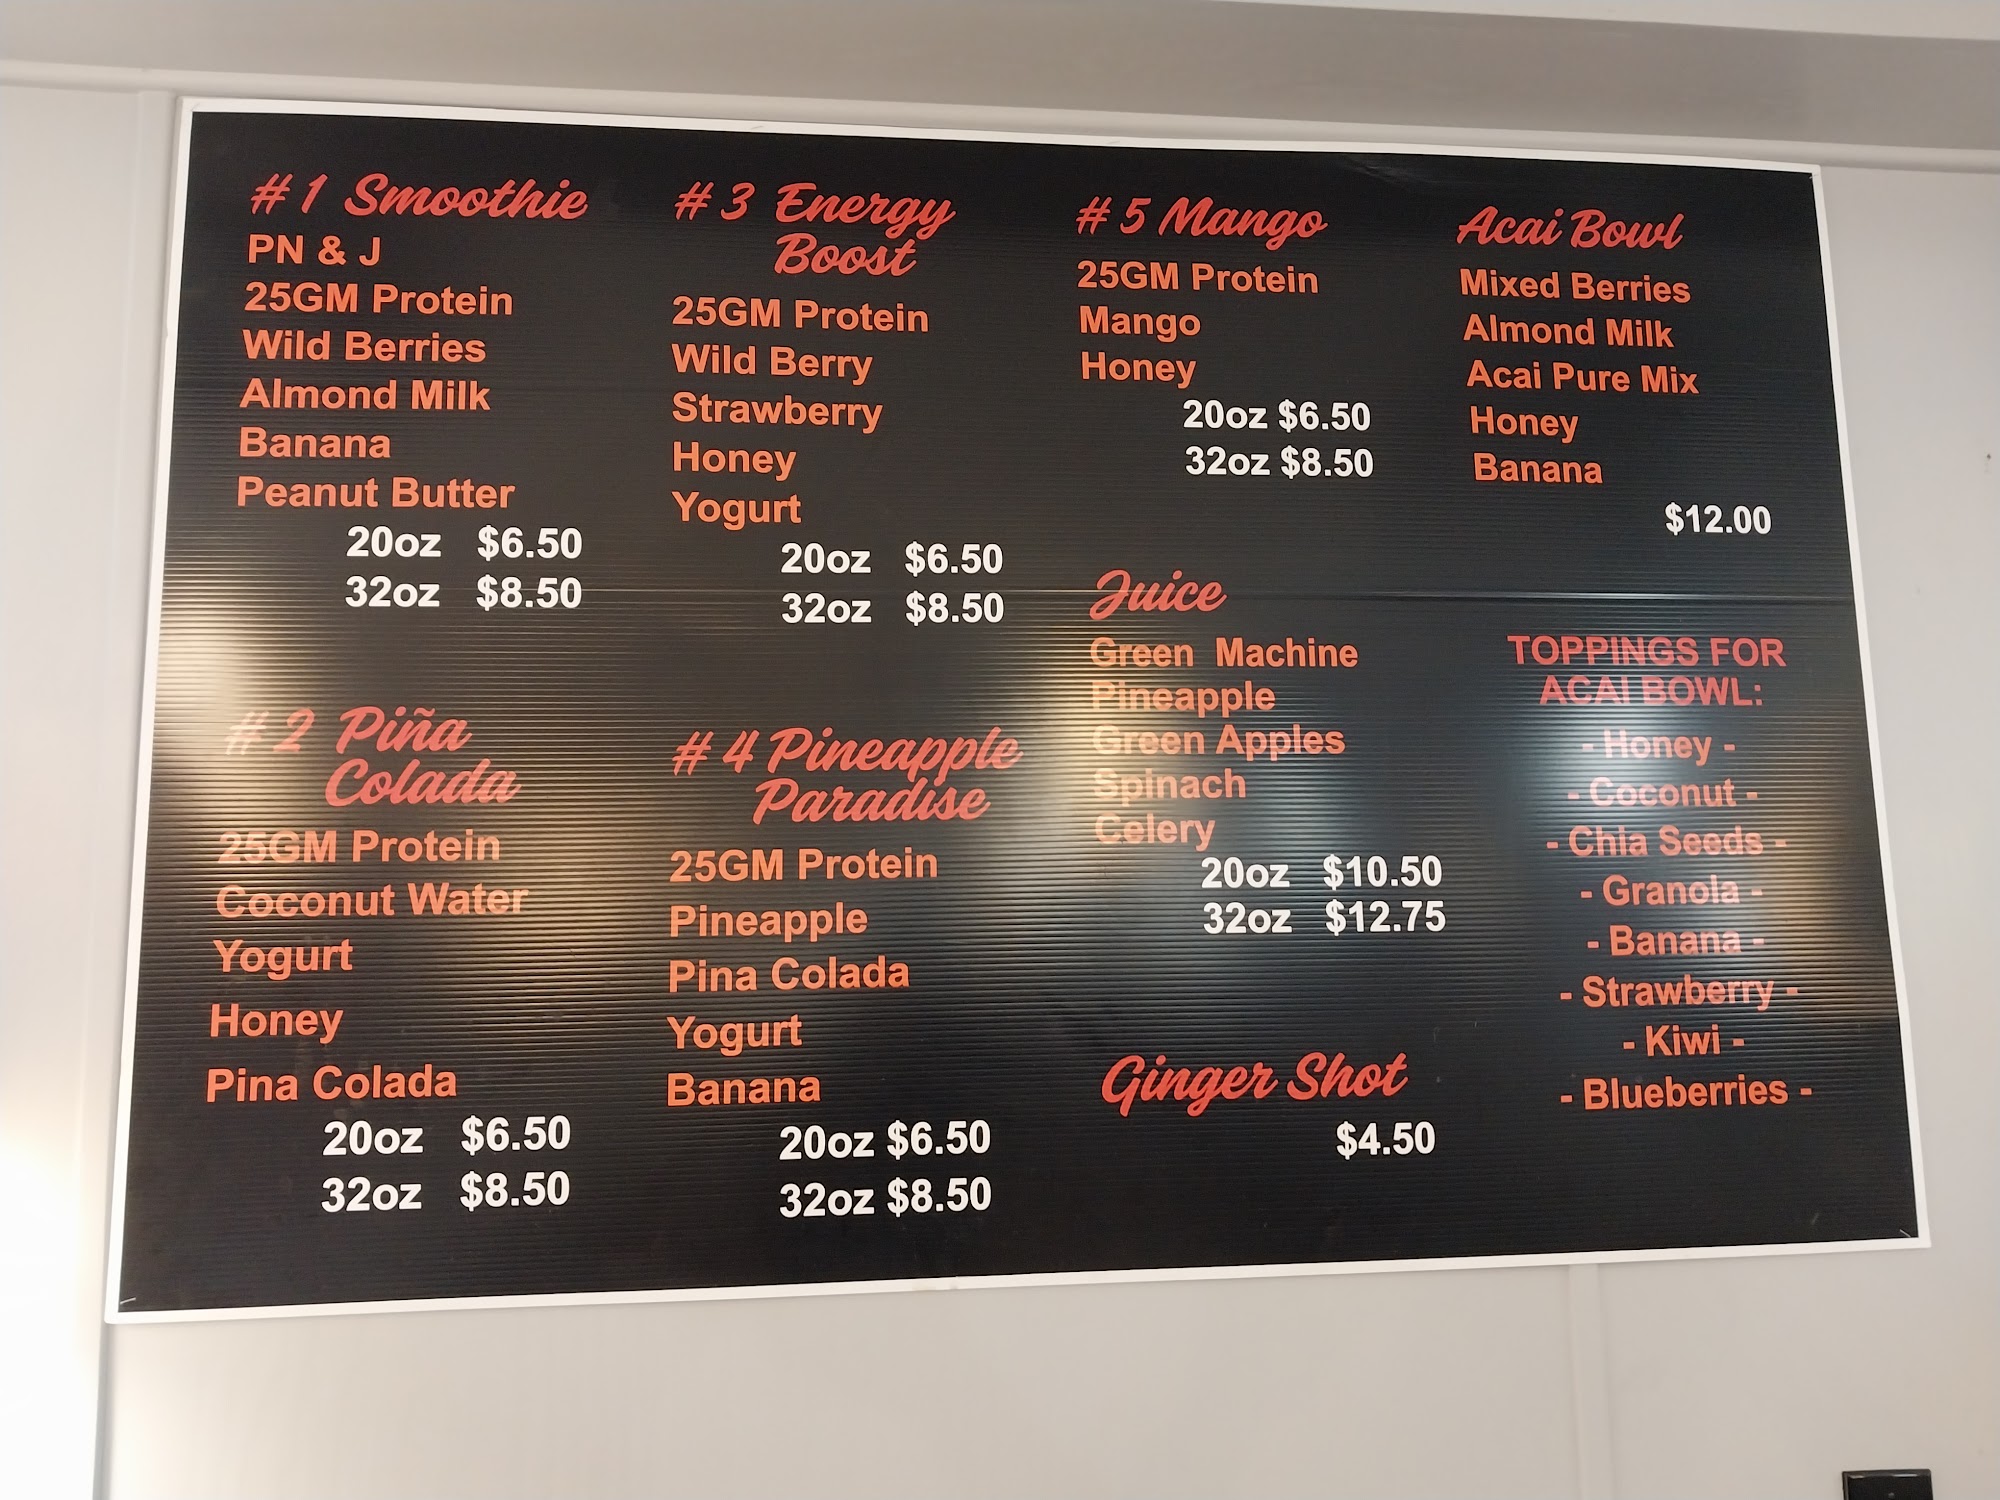 # 1 Smoothie
PN & J
25GM Protein
Wild Berries
Almond Milk
Banana
Peanut Butter
20oz $6.50
32oz $8.50
# 2 Piña
Colada
25GM Protein
Coconut Water
Yogurt
Honey
Pina Colada
20oz $6.50
32oz $8.50
# 3 Energy
Boost
25GM Protein
Wild Berry
Strawberry
Honey
Yogurt
20oz $6.50
32oz $8.50
# 4 Pineapple
Paradise
25GM Protein
Pineapple
Pina Colada
Yogurt
Banana
20oz $6.50
32oz $8.50
# 5 Mango
25GM Protein
Mango
Honey
20oz $6.50
32oz $8.50
Juice
Green Machine
Pineapple
Green Apples
Spinach
Celery
20oz $10.50
32oz $12.75
Ginger Shot
$4.50
Acai Bowl
Mixed Berries
Almond Milk
Acai Pure Mix
Honey
Banana
$12.00
TOPPINGS FOR
ACAI BOWL:
- Honey -
- Coconut -
- Chia Seeds -
- Granola -
- Banana -
- Strawberry -
- Kiwi -
- Blueberries -